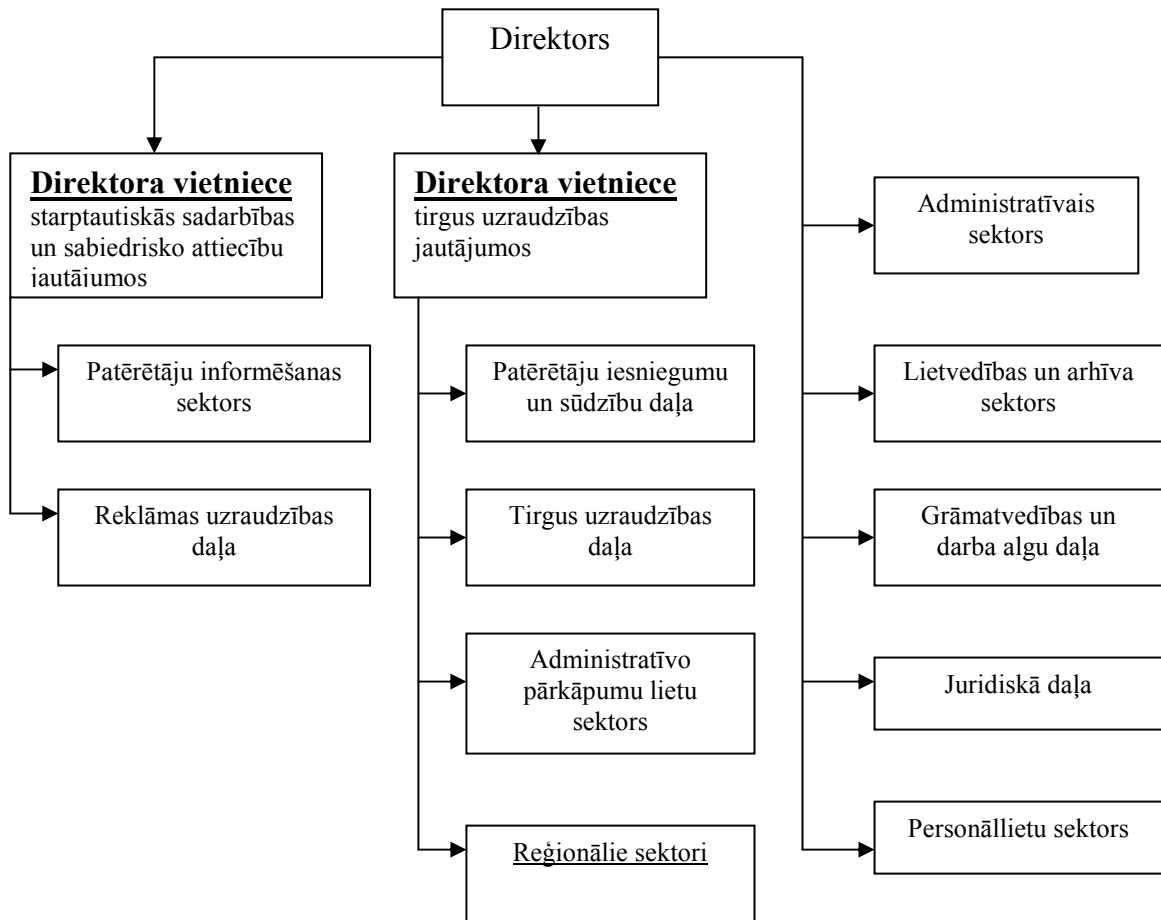 Direktors
Direktora vietniece
starptautiskās sadarbības
un sabiedrisko attiecību
jautājumos
Direktora vietniece
tirgus uzraudzības
jautājumos
Administratīvais
sektors
Patērētāju informēšanas
sektors
Patērētāju iesniegumu
un sūdzību daļa
Lietvedības un arhīva
sektors
Reklāmas uzraudzības
daļa
Tirgus uzraudzības
daļa
Grāmatvedības un
darba algu daļa
Administratīvo
pārkāpumu lietu
sektors
Juridiskā daļa
Reģionālie sektori
Personāllietu sektors